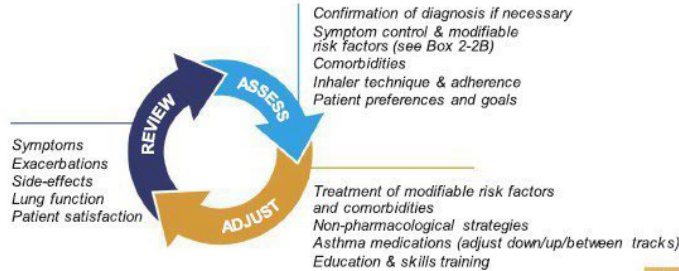 Confirmation of diagnosis if necessary
Symptom control & modifiable
risk factors (see Box 2-2B)
Comorbidities
Inhaler technique & adherence
Patient preferences and goals
ASSESS
REVIEW
Symptoms
Exacerbations
Side-effects
Lung function
Patient satisfaction
ADJUST
Treatment of modifiable risk factors
and comorbidities
Non-pharmacological strategies
Asthma medications (adjust down/up/between tracks)
Education & skills training